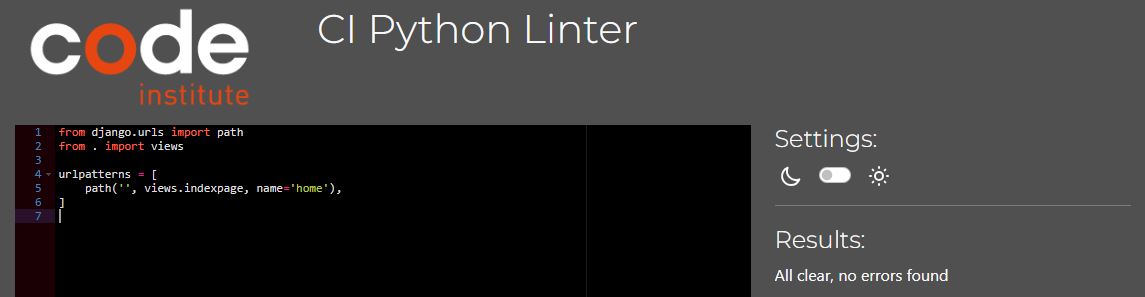 code
institute
CI Python Linter
1 from django.urls import path
2 from . import views
3
4 urlpatterns = [
5     path('', views.indexpage, name='home'),
6 ]
7
Settings:
Results:
All clear, no errors found